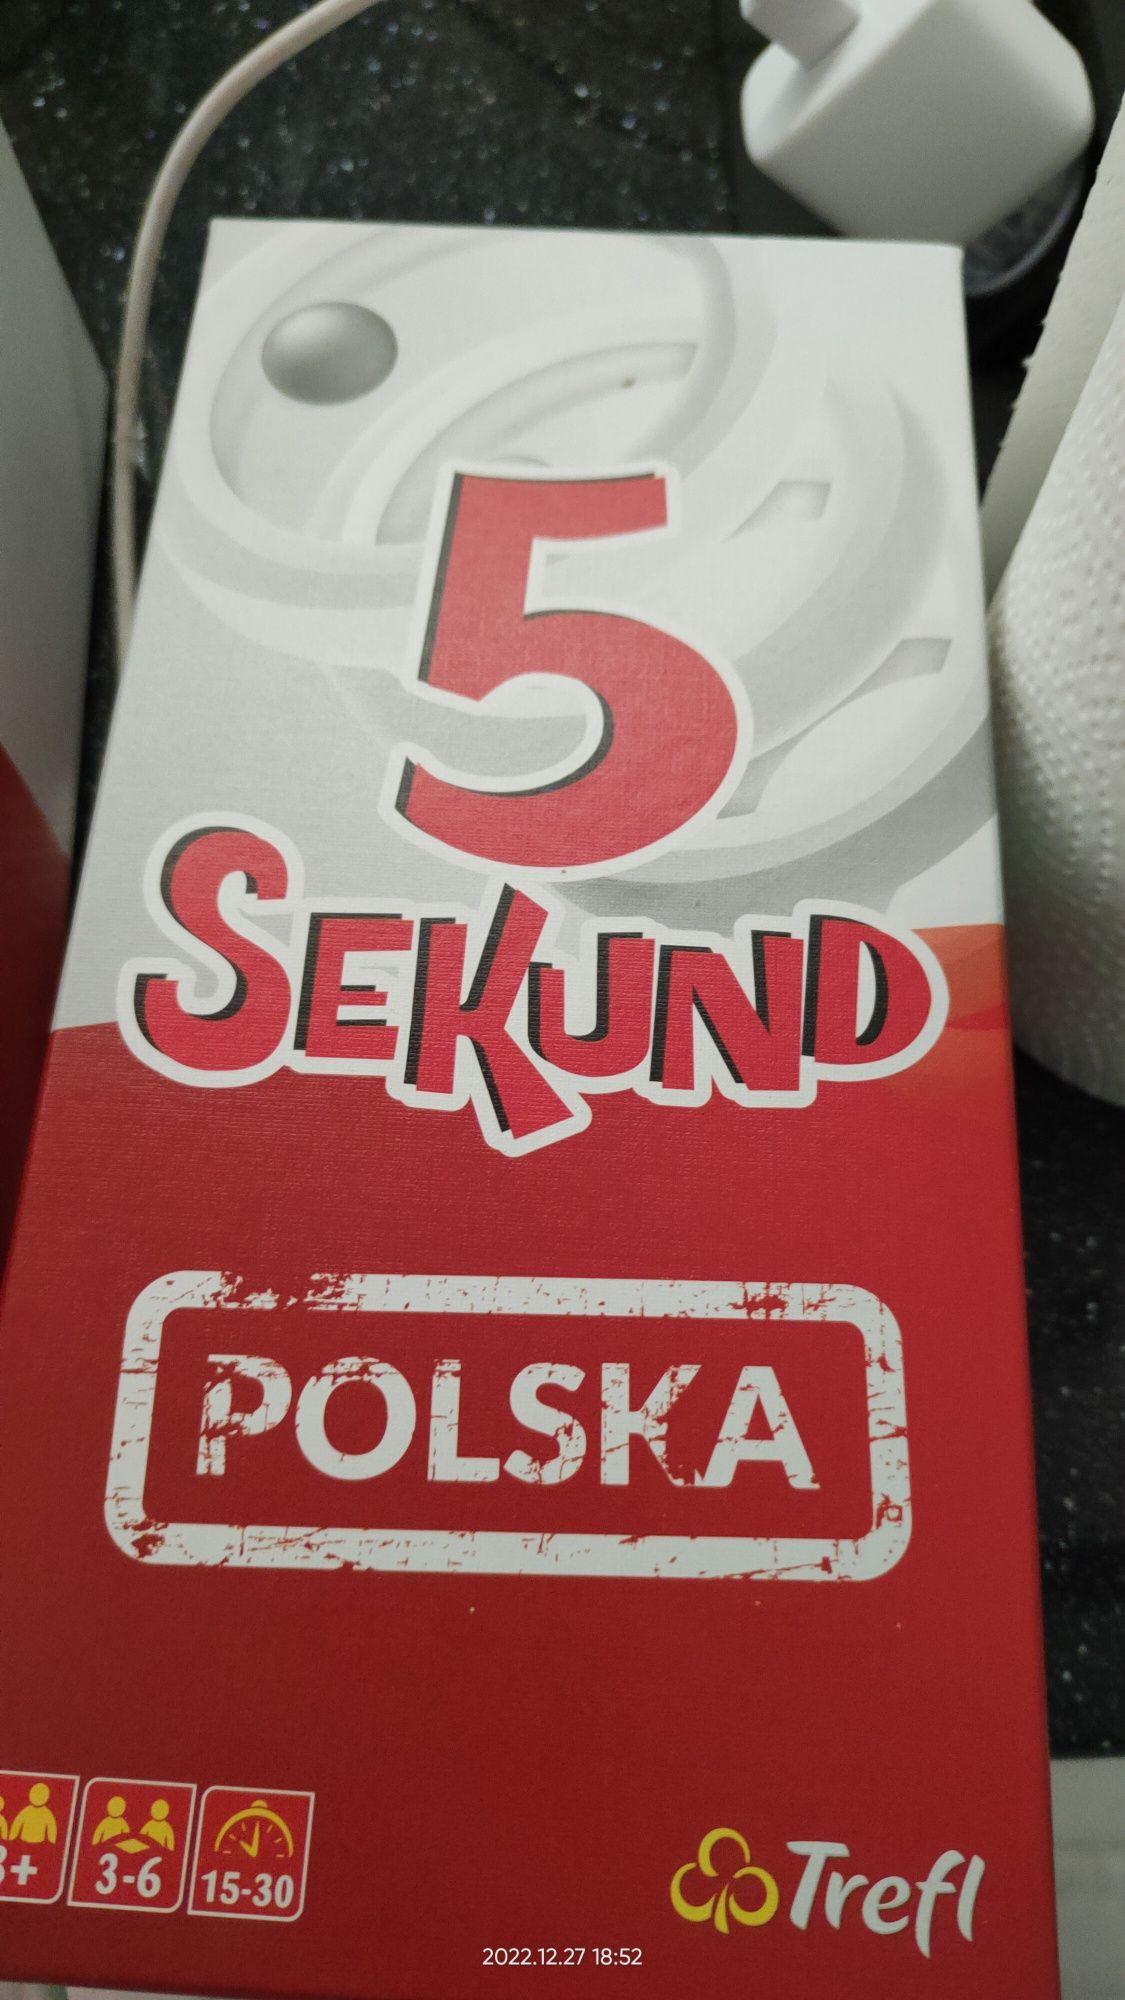 5
SEKUND
POLSKA
3-6
15-30
Trefl
2022.12.27 18:52